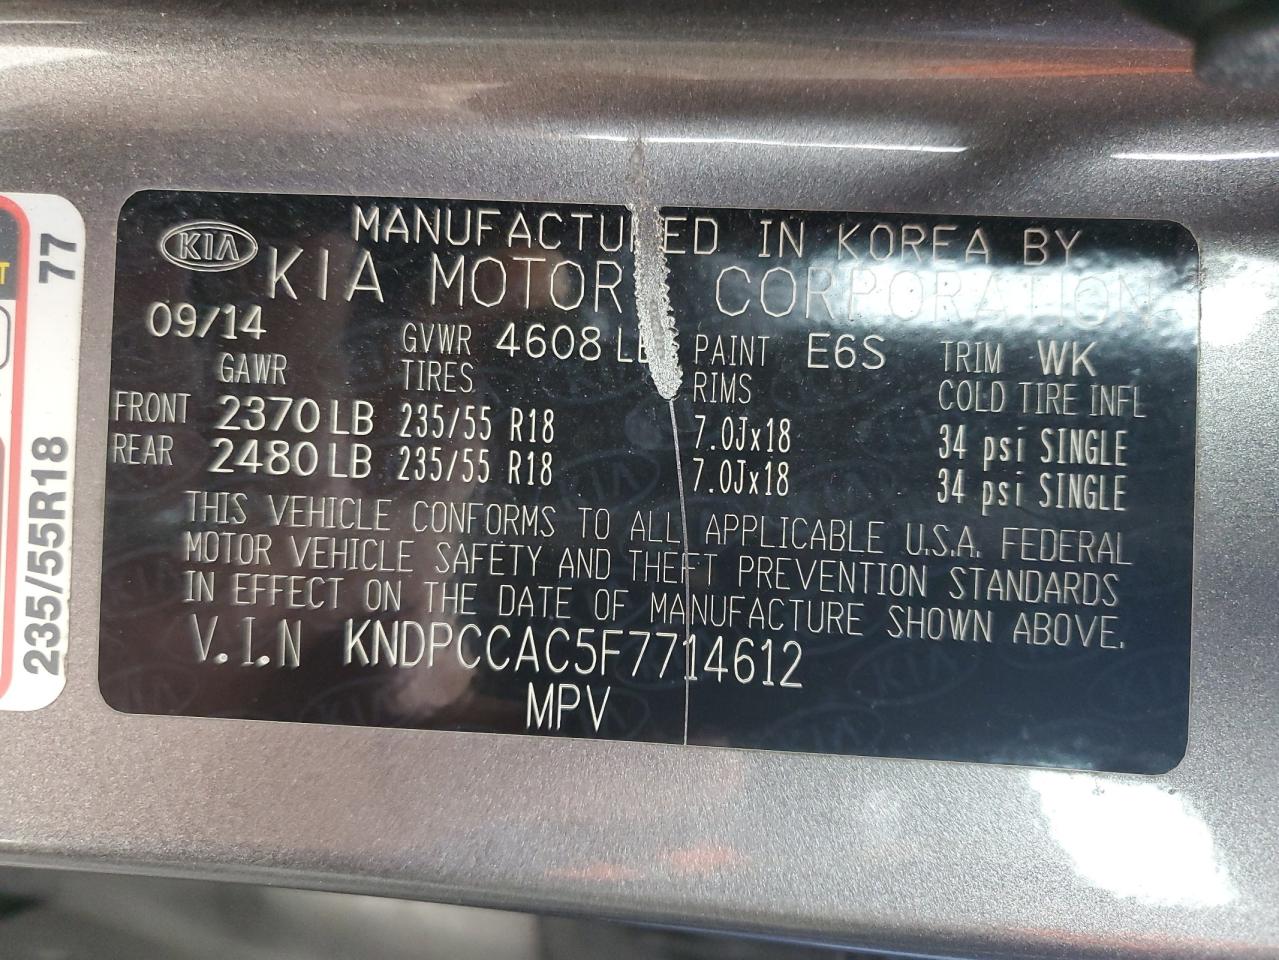 KIA
MANUFACTURED IN KOREA BY
KIA MOTOR CORPORATION
09/14 GVWR 4608 LB PAINT E6S TRIM WK
GAWR TIRES RIMS COLD TIRE INFL
FRONT 2370 LB 235/55 R18 7.0Jx18 34 psi SINGLE
REAR 2480 LB 235/55 R18 7.0Jx18 34 psi SINGLE
THIS VEHICLE CONFORMS TO ALL APPLICABLE U.S.A. FEDERAL
MOTOR VEHICLE SAFETY AND THEFT PREVENTION STANDARDS
IN EFFECT ON THE DATE OF MANUFACTURE SHOWN ABOVE.
V.I.N KNDPCCAC5F7714612
MPV
235/55R18 77